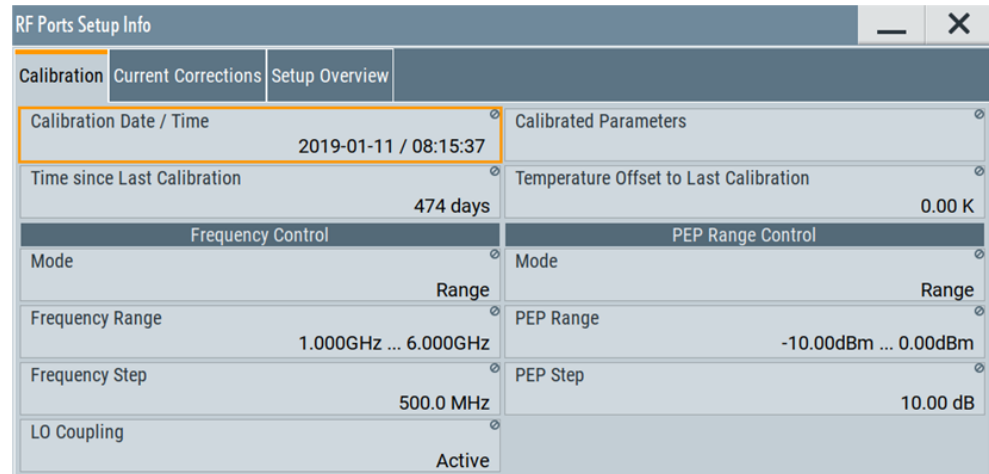 RF Ports Setup Info
Calibration Current Corrections Setup Overview
Calibration Date / Time
2019-01-11 / 08:15:37
Calibrated Parameters
Time since Last Calibration
474 days
Temperature Offset to Last Calibration
0.00 K
Frequency Control
PEP Range Control
Mode
Range
Mode
Range
Frequency Range
1.000GHz ... 6.000GHz
PEP Range
-10.00dBm ... 0.00dBm
Frequency Step
500.0 MHz
PEP Step
10.00 dB
LO Coupling
Active